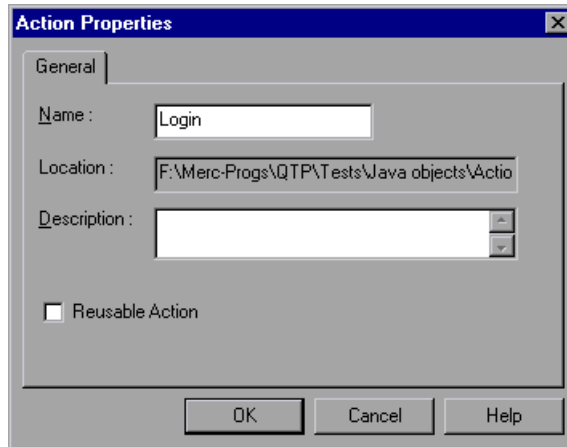 Action Properties
General
Name :
Login
Location :
F:\Merc-Progs\QTP\Tests\Java objects\Actio
Description :
Reusable Action
OK
Cancel
Help